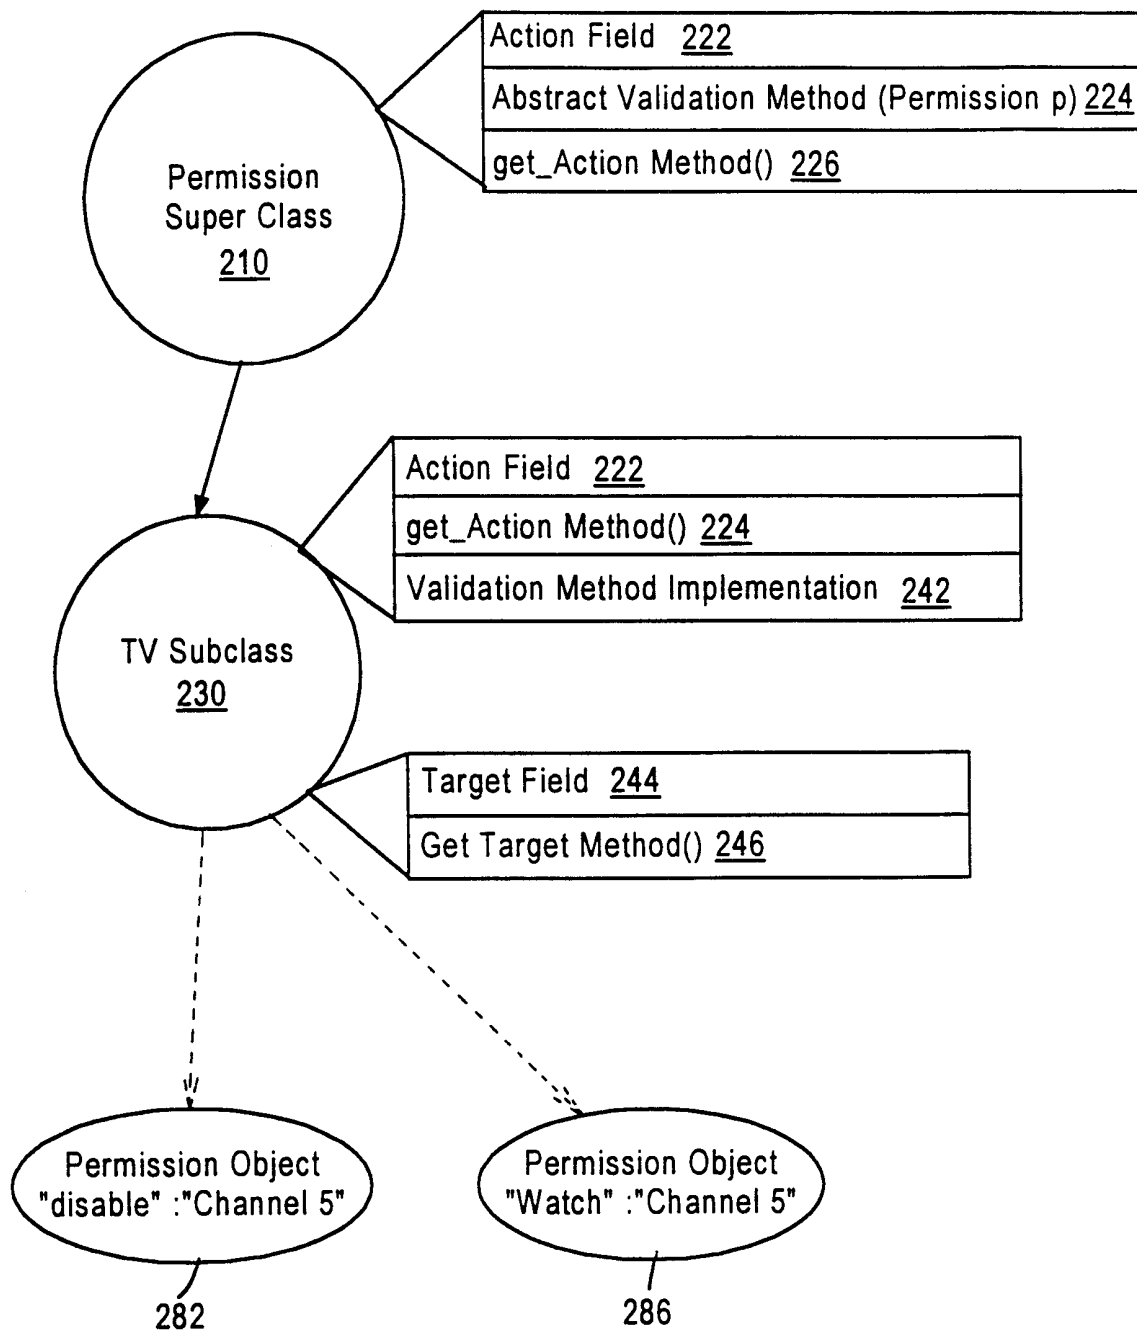 Action Field 222
Abstract Validation Method (Permission p) 224
get_Action Method() 226
Permission
Super Class
210
Action Field 222
get_Action Method() 224
Validation Method Implementation 242
TV Subclass
230
Target Field 244
Get Target Method() 246
Permission Object
"disable" :"Channel 5"
Permission Object
"Watch" :"Channel 5"
282
286